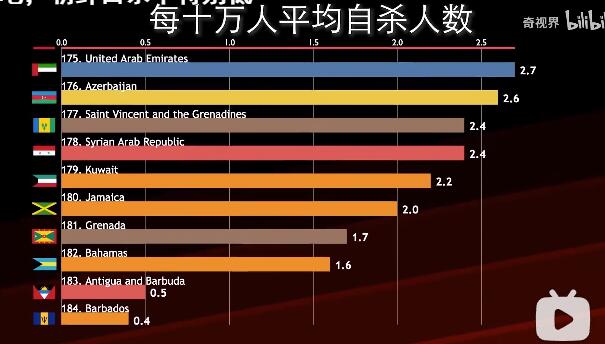 每十万人平均自杀人数
奇视界 bilibili
0.0 0.5 1.0 1.5 2.0 2.5
175. United Arab Emirates 2.7
176. Azerbaijan 2.6
177. Saint Vincent and the Grenadines 2.4
178. Syrian Arab Republic 2.4
179. Kuwait 2.2
180. Jamaica 2.0
181. Grenada 1.7
182. Bahamas 1.6
183. Antigua and Barbuda 0.5
184. Barbados 0.4